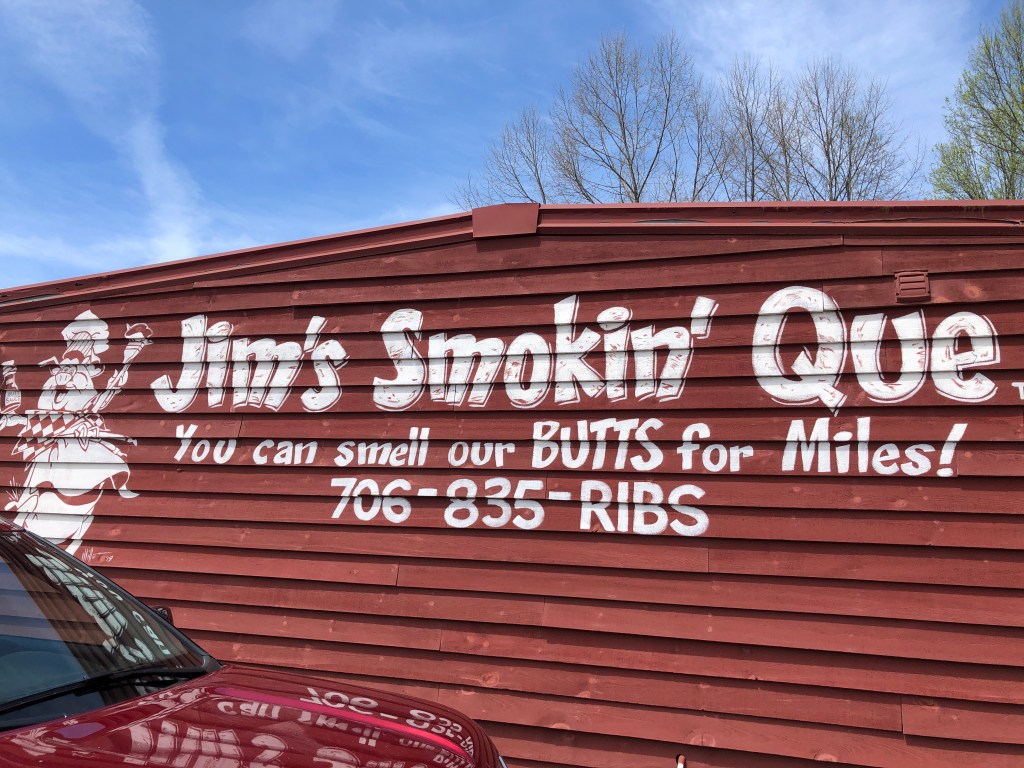 Jim's Smokin' Que
You can smell our BUTTS for Miles!
706-835-RIBS